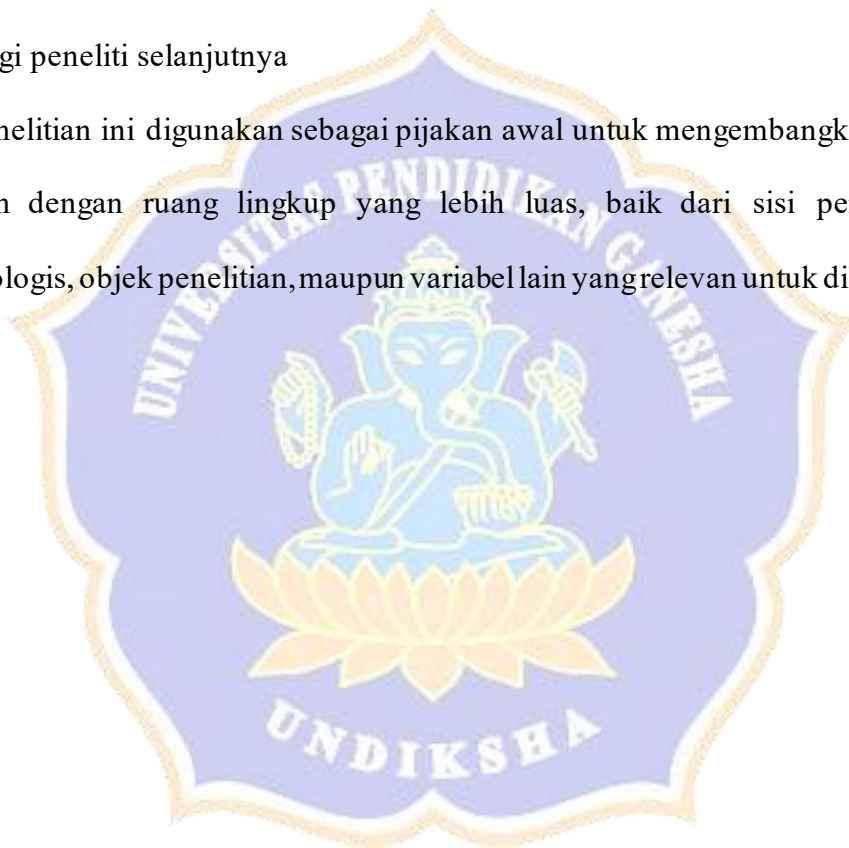 gi peneliti selanjutnya
nelitian ini digunakan sebagai pijakan awal untuk mengembangk
n dengan ruang lingkup yang lebih luas, baik dari sisi pe
ologis, objek penelitian, maupun variabel lain yang relevan untuk di
UNIVERSITAS PENDIDIKAN GANESHA
UNDIKSHA